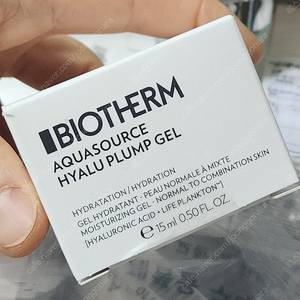 BIOTHERM
AQUASOURCE
HYALU PLUMP GEL
HYDRATATION / HYDRATION
GEL HYDRATANT - PEAU NORMALE À MIXTE
MOISTURIZING GEL - NORMAL TO COMBINATION SKIN
[HYALURONIC ACID + LIFE PLANKTON™]
℮ 15 ml 0.50 FL.OZ.